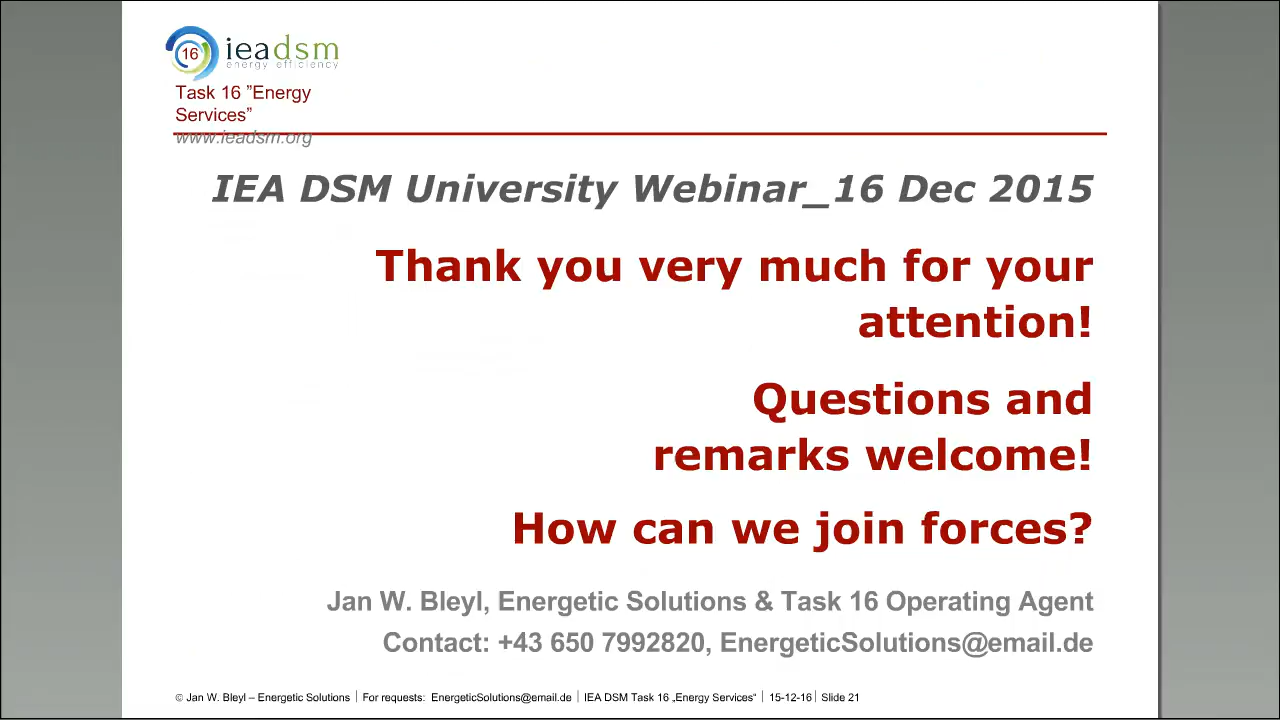 16
ieadsm
energy efficiency
Task 16 ”Energy
Services”
www.ieadsm.org
IEA DSM University Webinar_16 Dec 2015
Thank you very much for your
attention!
Questions and
remarks welcome!
How can we join forces?
Jan W. Bleyl, Energetic Solutions & Task 16 Operating Agent
Contact: +43 650 7992820, EnergeticSolutions@email.de
© Jan W. Bleyl – Energetic Solutions | For requests: EnergeticSolutions@email.de | IEA DSM Task 16 „Energy Services“ | 15-12-16 | Slide 21